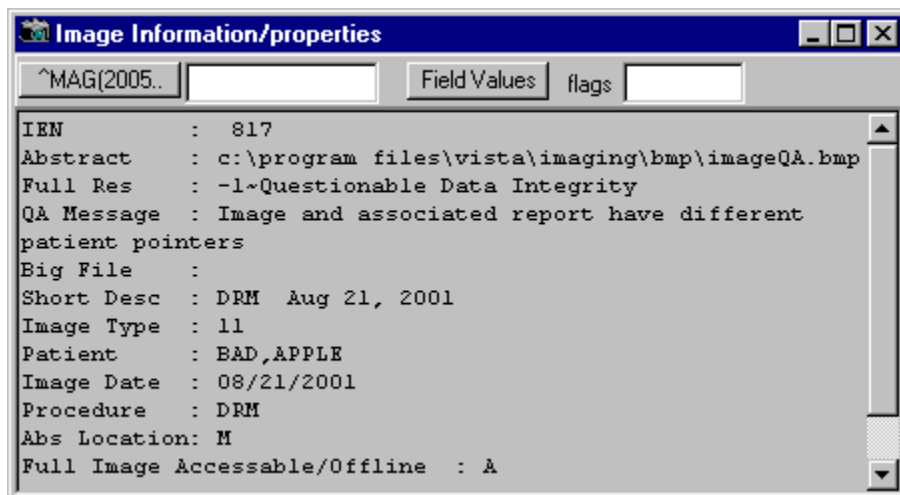 Image Information/properties
^MAG(2005.. Field Values flags
IEN : 817
Abstract : c:\program files\vista\imaging\bmp\imageQA.bmp
Full Res : -1~Questionable Data Integrity
QA Message : Image and associated report have different
patient pointers
Big File :
Short Desc : DRM Aug 21, 2001
Image Type : 11
Patient : BAD,APPLE
Image Date : 08/21/2001
Procedure : DRM
Abs Location: M
Full Image Accessable/Offline : A